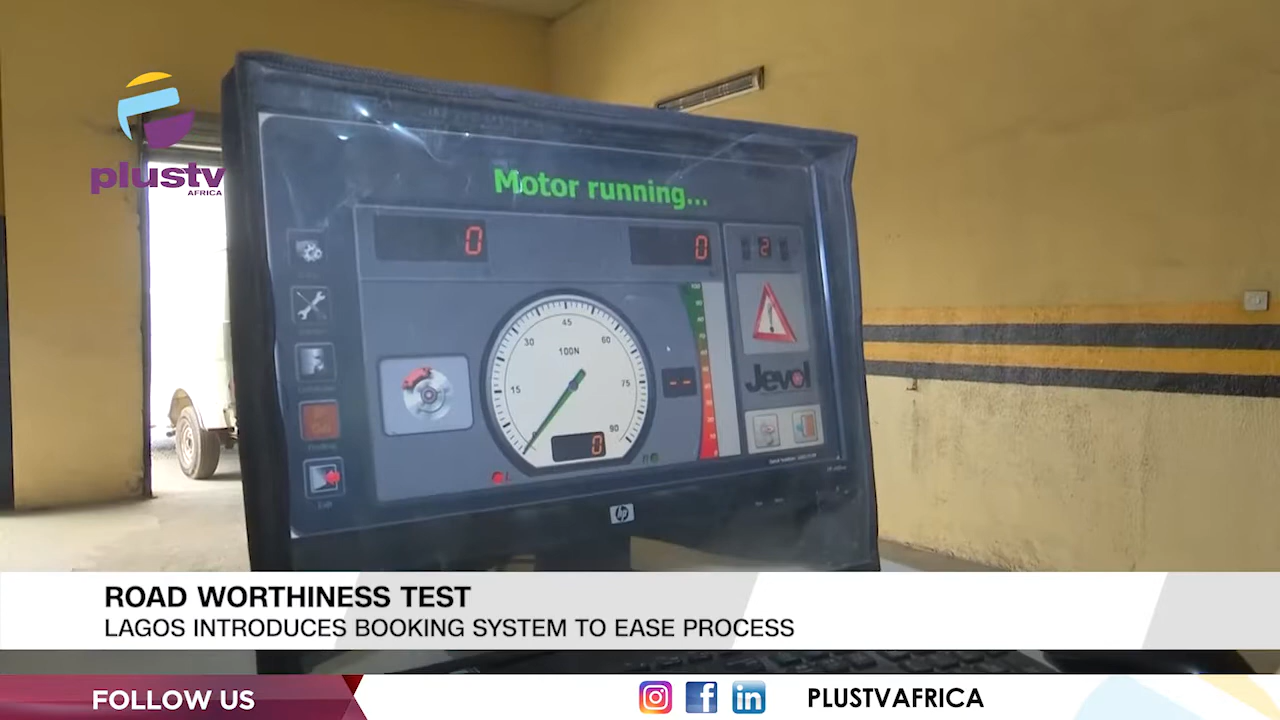 plustv
AFRICA
Motor running...
0
0
2
45
30
60
100N
15
75
0
90
0
Jevol
hp
ROAD WORTHINESS TEST
LAGOS INTRODUCES BOOKING SYSTEM TO EASE PROCESS
FOLLOW US
PLUSTVAFRICA